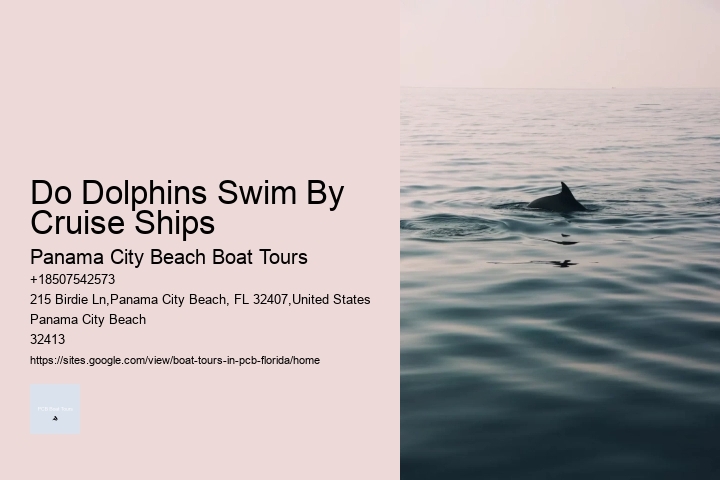 Do Dolphins Swim By
Cruise Ships
Panama City Beach Boat Tours
+18507542573
215 Birdie Ln,Panama City Beach, FL 32407,United States
Panama City Beach
32413
https://sites.google.com/view/boat-tours-in-pcb-florida/home